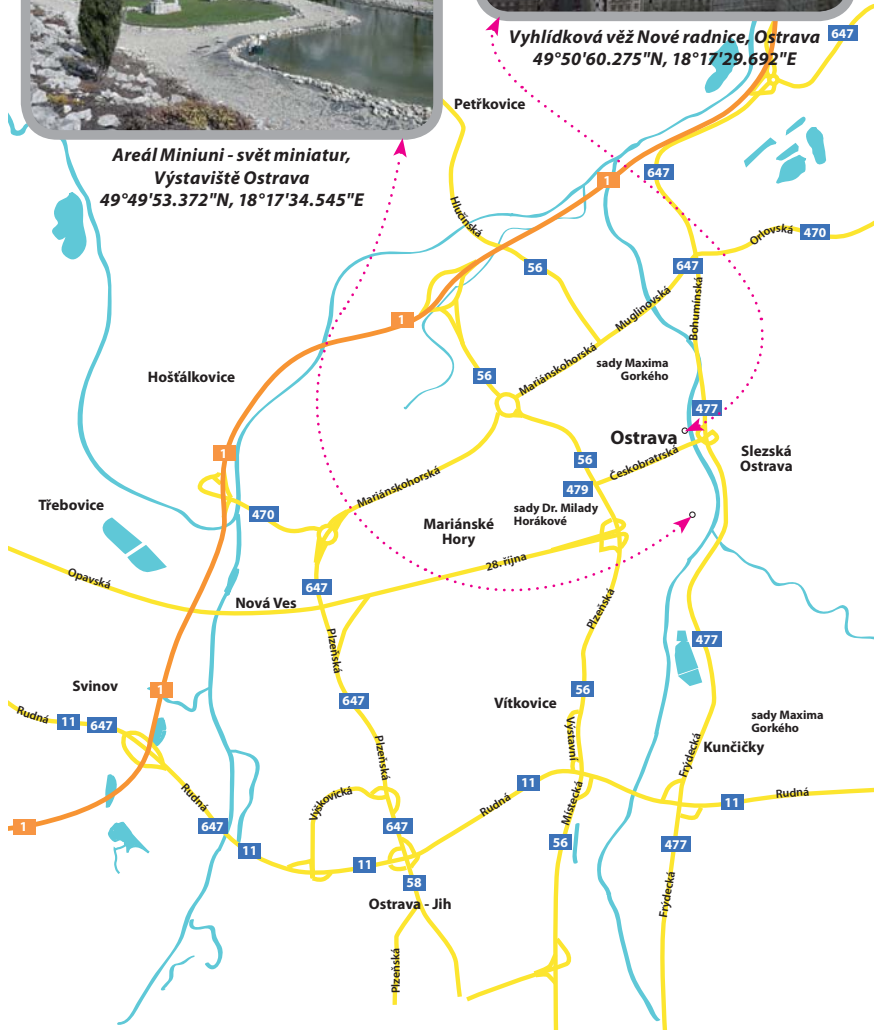 Vyhlídková věž Nové radnice, Ostrava
49°50'60.275"N, 18°17'29.692"E
647
Petřkovice
Areál Miniuni - svět miniatur,
Výstaviště Ostrava
49°49'53.372"N, 18°17'34.545"E
647
1
Hlučínská
Orlovská
470
56
647
Muglinovská
Bohumínská
1
Mariánskohorská
sady Maxima
Gorkého
Hošťálkovice
56
477
Ostrava
Slezská
Ostrava
1
56
Českobratrská
Mariánskohorská
479
Třebovice
470
sady Dr. Milady
Horákové
Mariánské
Hory
28. října
Opavská
647
Nová Ves
Plzeňská
Plzeňská
477
Svinov
1
56
Vítkovice
647
Rudná
11
647
sady Maxima
Gorkého
Výstavní
Kunčičky
Plzeňská
Frýdecká
11
Rudná
Výškovická
Rudná
Místecká
11
Rudná
1
647
647
56
477
11
11
58
Ostrava - Jih
Frýdecká
Plzeňská